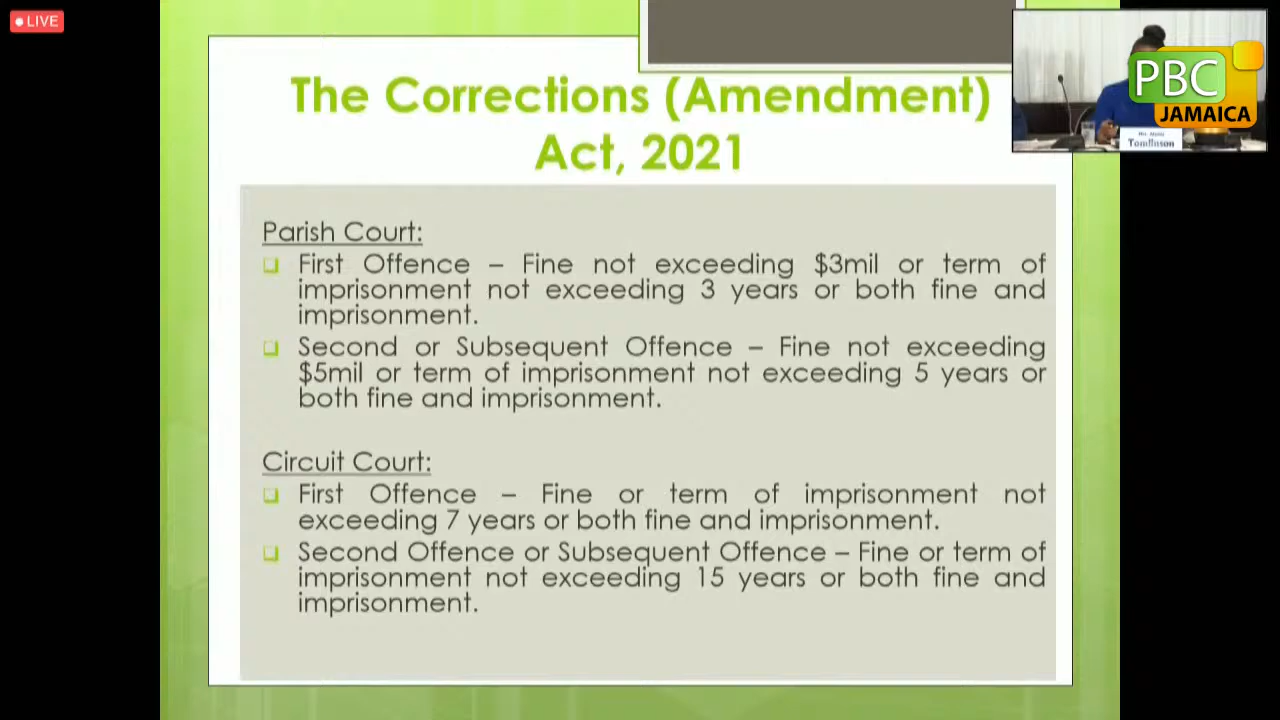 LIVE
PBC
JAMAICA
Tomlinson
The Corrections (Amendment)
Act, 2021
Parish Court:
First Offence – Fine not exceeding $3mil or term of
imprisonment not exceeding 3 years or both fine and
imprisonment.
Second or Subsequent Offence – Fine not exceeding
$5mil or term of imprisonment not exceeding 5 years or
both fine and imprisonment.
Circuit Court:
First Offence – Fine or term of imprisonment not
exceeding 7 years or both fine and imprisonment.
Second Offence or Subsequent Offence – Fine or term of
imprisonment not exceeding 15 years or both fine and
imprisonment.